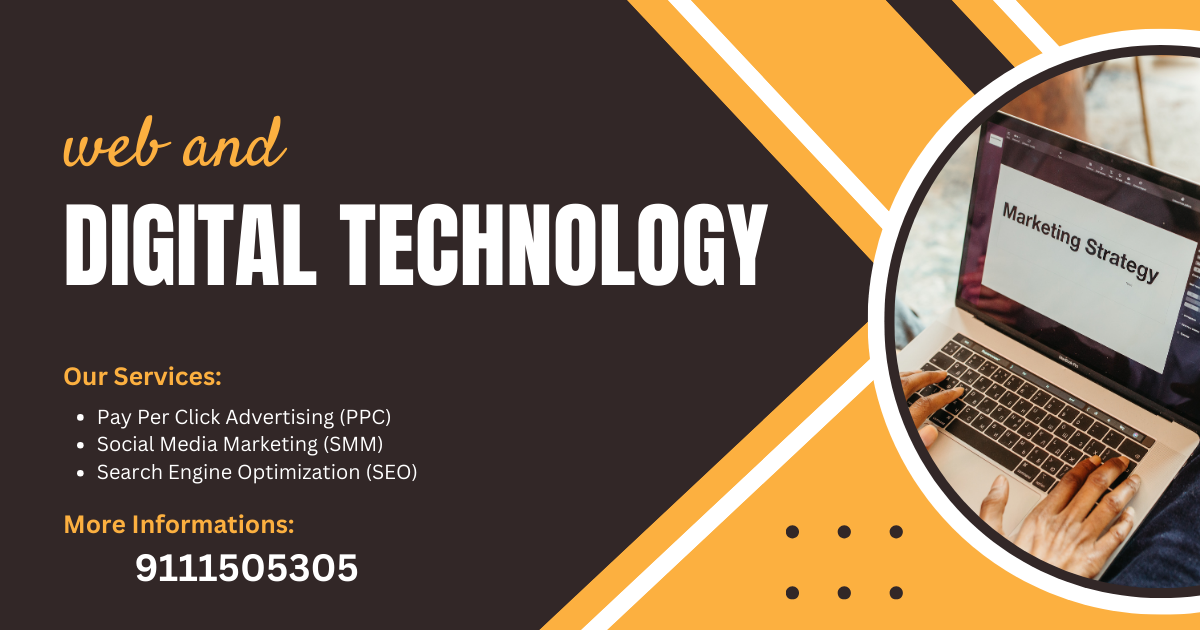 web and
DIGITAL TECHNOLOGY
Our Services:
• Pay Per Click Advertising (PPC)
• Social Media Marketing (SMM)
• Search Engine Optimization (SEO)
More Informations:
9111505305
Marketing Strategy